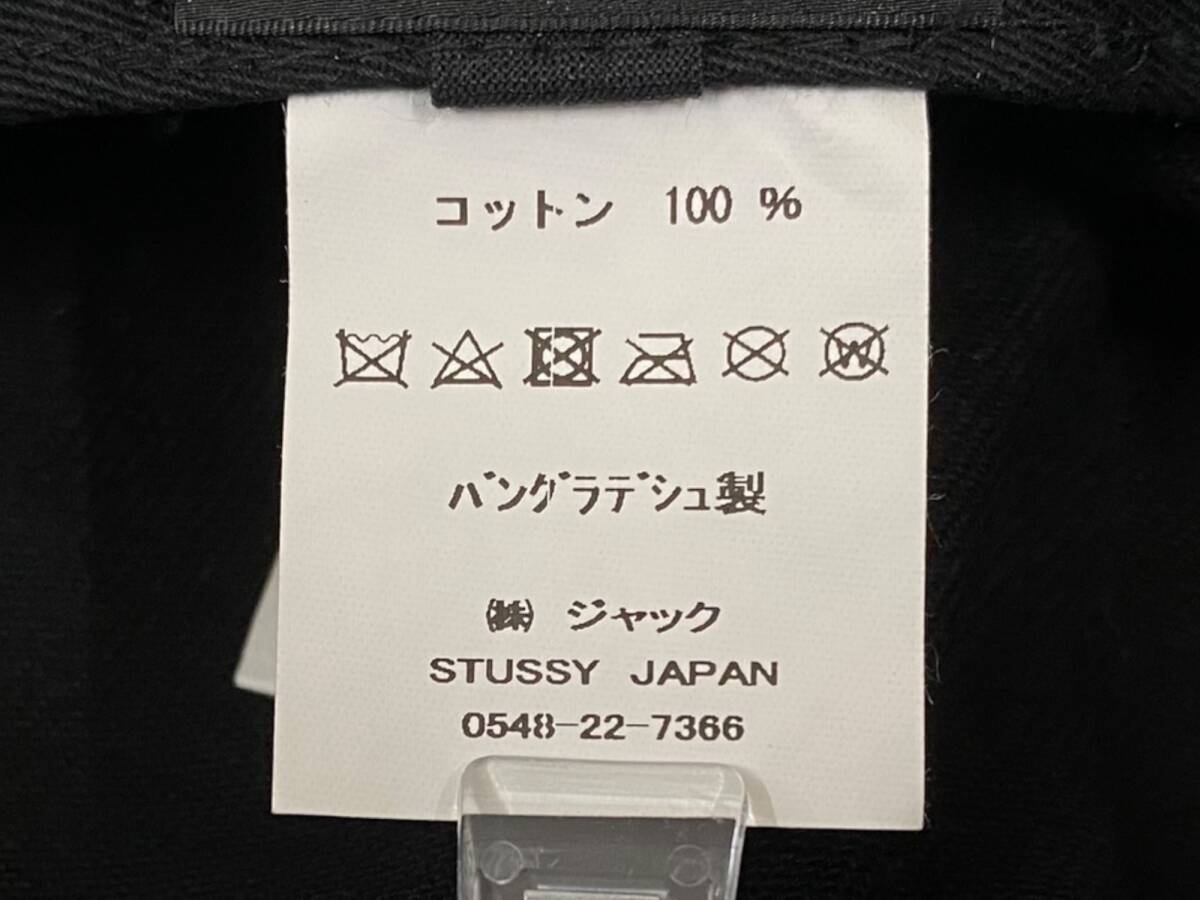 コットン 100 %
W
バングラデシュ製
㈱ ジャック
STUSSY JAPAN
0548-22-7366